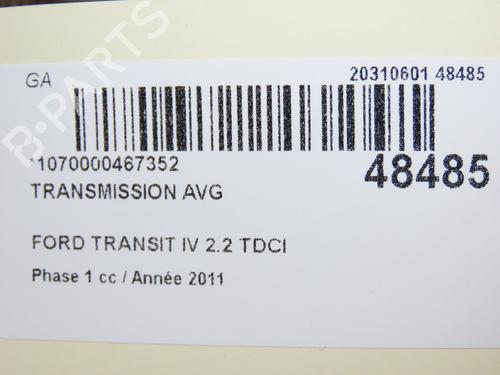 GA
20310601 48485
*1070000467352
48485
TRANSMISSION AVG
FORD TRANSIT IV 2.2 TDCI
Phase 1 cc / Année 2011
B-PARTS